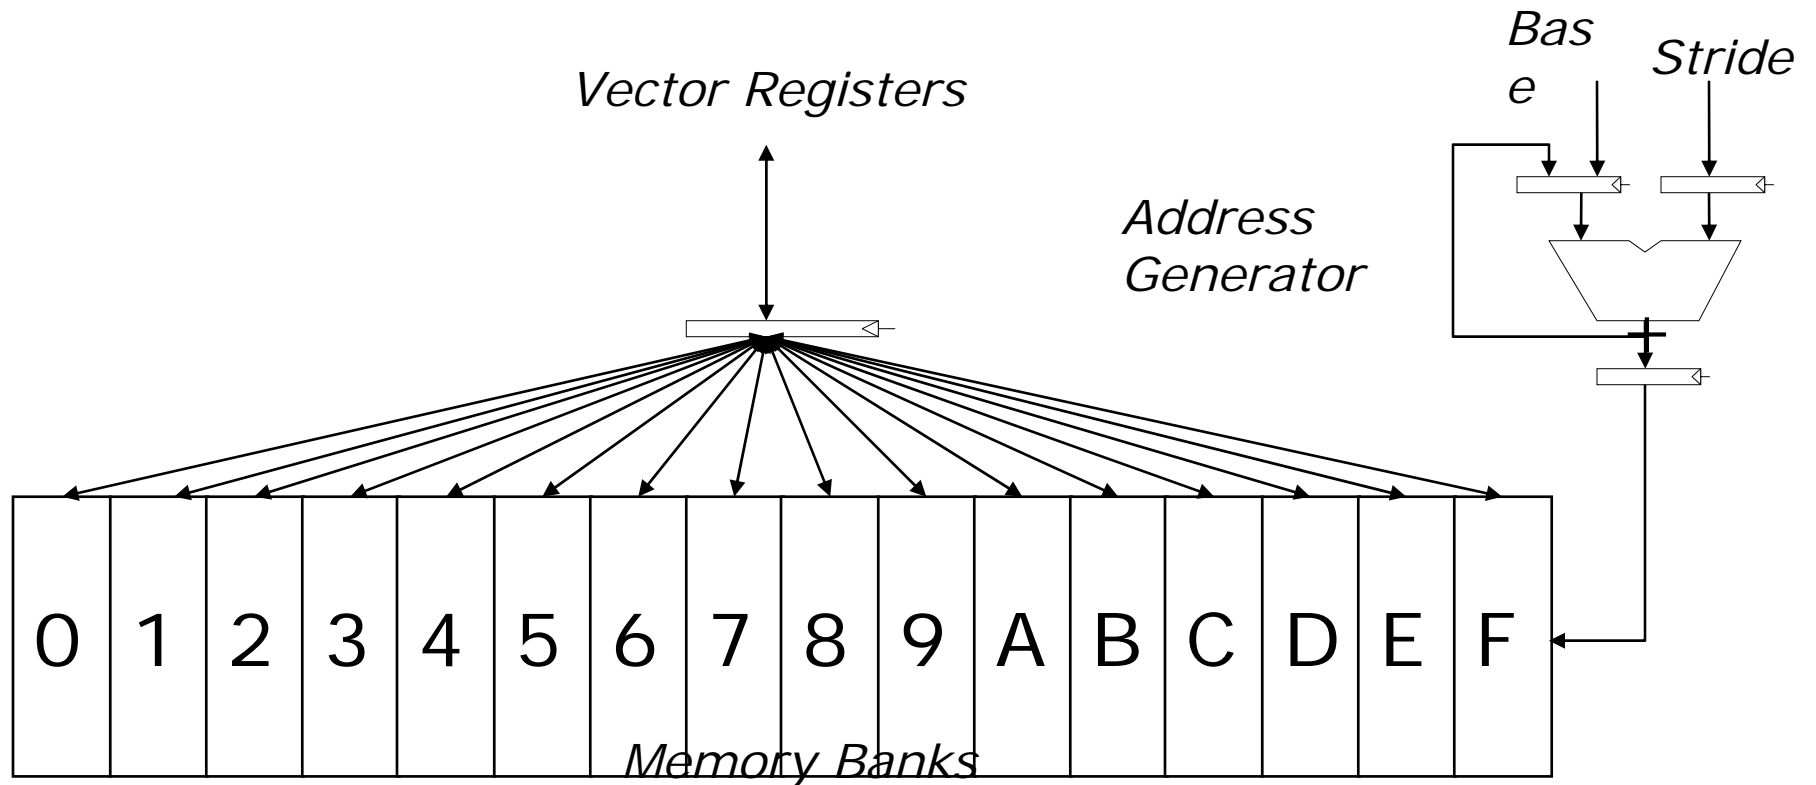 Bas
e
Stride
Vector Registers
Address
Generator
+
0 1 2 3 4 5 6 7 8 9 A B C D E F
Memory Banks